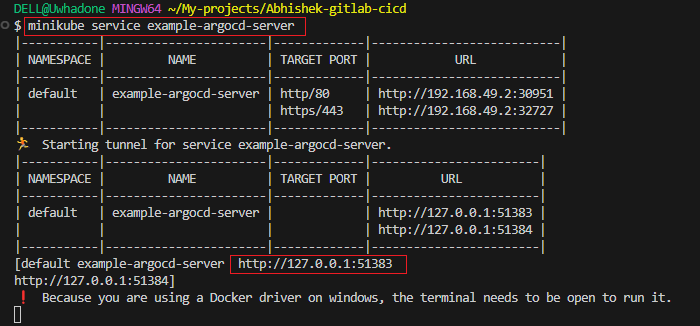 DELL@Uwhadone MINGW64 ~/My-projects/Abhishek-gitlab-cicd
$ minikube service example-argocd-server
|-----------|-----------------------|-------------|---------------------------|
| NAMESPACE |         NAME          | TARGET PORT |            URL            |
|-----------|-----------------------|-------------|---------------------------|
| default   | example-argocd-server | http/80     | http://192.168.49.2:30951 |
|           |                       | https/443   | http://192.168.49.2:32727 |
|-----------|-----------------------|-------------|---------------------------|
🏃  Starting tunnel for service example-argocd-server.
|-----------|-----------------------|-------------|------------------------|
| NAMESPACE |         NAME          | TARGET PORT |          URL           |
|-----------|-----------------------|-------------|------------------------|
| default   | example-argocd-server |             | http://127.0.0.1:51383 |
|           |                       |             | http://127.0.0.1:51384 |
|-----------|-----------------------|-------------|------------------------|
[default example-argocd-server  http://127.0.0.1:51383
http://127.0.0.1:51384]
❗  Because you are using a Docker driver on windows, the terminal needs to be open to run it.